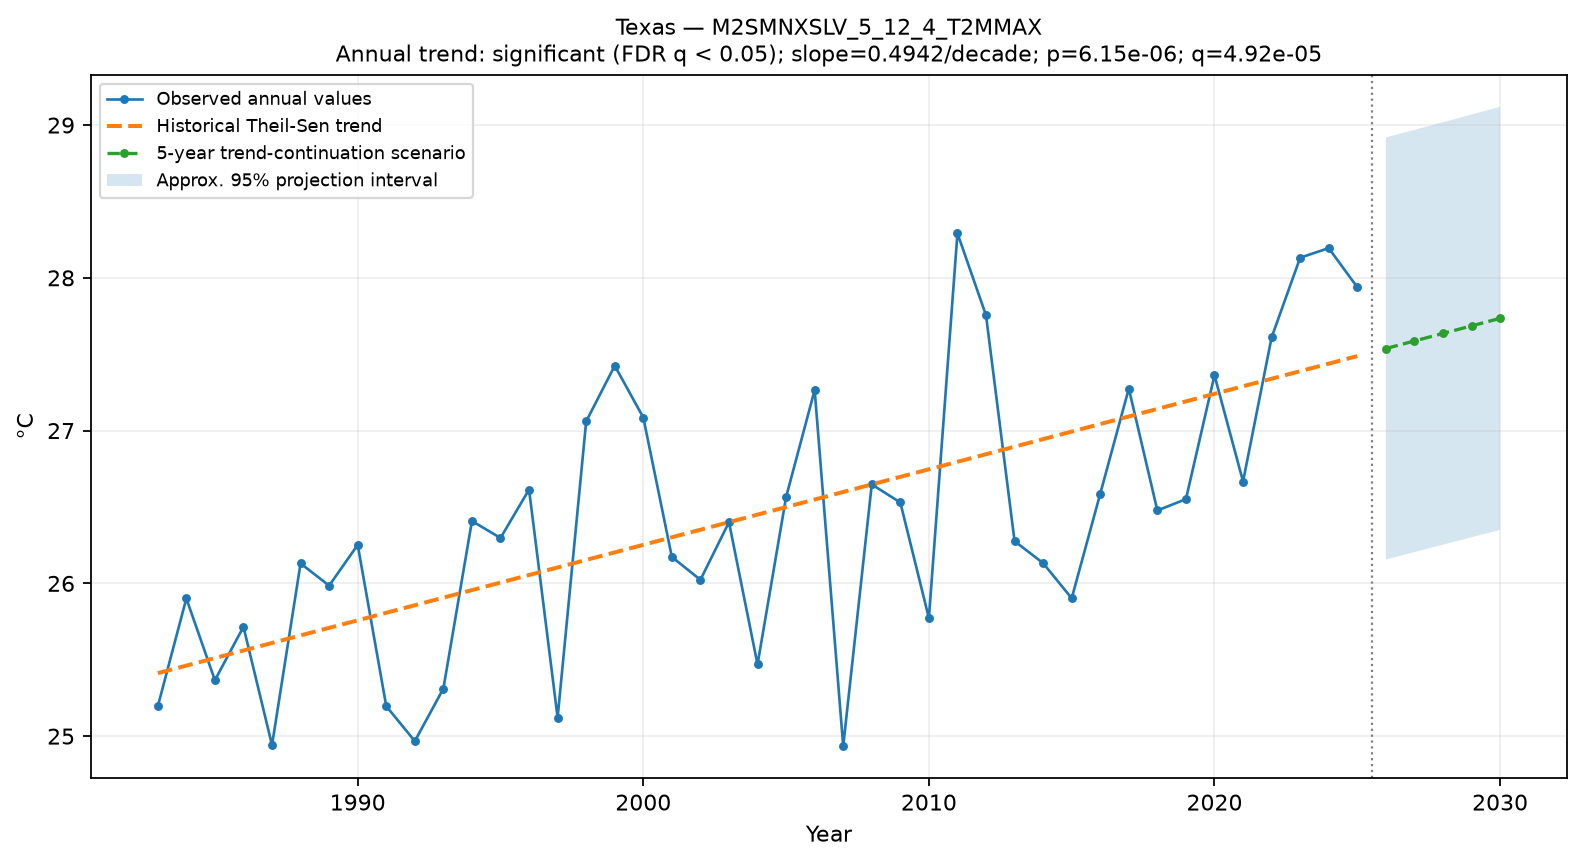 Texas — M2SMNXSLV_5_12_4_T2MMAX
Annual trend: significant (FDR q < 0.05); slope=0.4942/decade; p=6.15e-06; q=4.92e-05
Observed annual values
Historical Theil-Sen trend
5-year trend-continuation scenario
Approx. 95% projection interval
29
28
27
26
25
°C
1990 2000 2010 2020 2030
Year